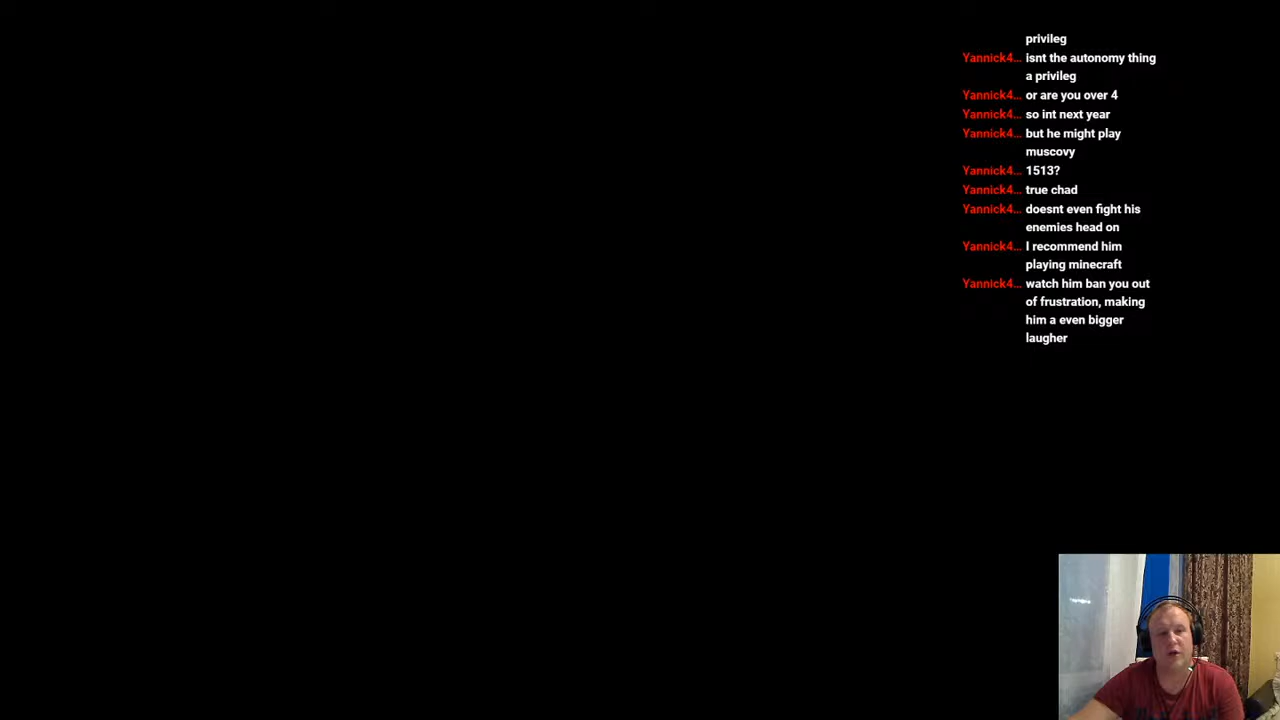 privileg
Yannick4... isnt the autonomy thing
a privileg
Yannick4... or are you over 4
Yannick4... so int next year
Yannick4... but he might play
muscovy
Yannick4... 1513?
Yannick4... true chad
Yannick4... doesnt even fight his
enemies head on
Yannick4... I recommend him
playing minecraft
Yannick4... watch him ban you out
of frustration, making
him a even bigger
laugher